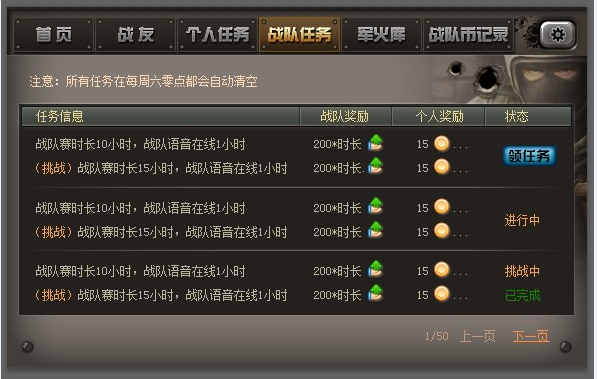 首页 战友 个人任务 战队任务 军火库 战队币记录
注意：所有任务在每周六零点都会自动清空
任务信息 战队奖励 个人奖励 状态
战队赛时长10小时，战队语音在线1小时 200*时长 15 ...
（挑战）战队赛时长15小时，战队语音在线1小时 200*时长. 15 ...
领任务
战队赛时长10小时，战队语音在线1小时 200*时长 15 ...
（挑战）战队赛时长15小时，战队语音在线1小时 200*时长 15 ...
进行中
战队赛时长10小时，战队语音在线1小时 200*时长 15 ... 挑战中
（挑战）战队赛时长15小时，战队语音在线1小时 200*时长 15 ... 已完成
1/50 上一页 下一页